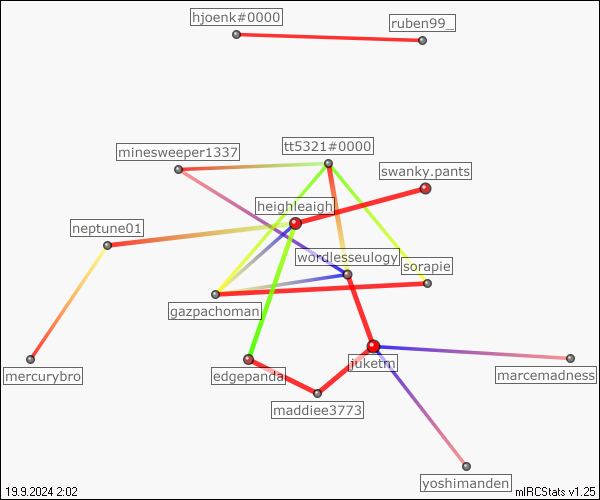 hjoenk#0000
ruben99_
tt5321#0000
minesweeper1337
swanky.pants
heighleaigh
neptune01
wordlesseulogy
sorapie
gazpachoman
juketm
mercurybro
edgepanda
marcemadness
maddiee3773
yoshimanden
19.9.2024 2:02
mIRCStats v1.25